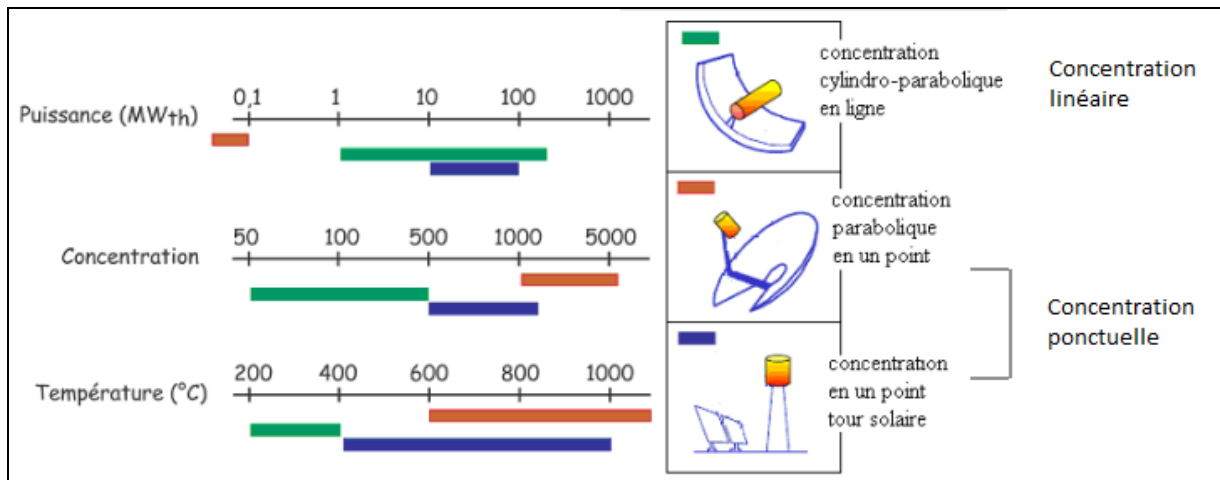 Puissance (MWth)
0,1 1 10 100 1000
Concentration
50 100 500 1000 5000
Température (°C)
200 400 600 800 1000
concentration
cylindro-parabolique
en ligne
Concentration
linéaire
concentration
parabolique
en un point
concentration
en un point
tour solaire
Concentration
ponctuelle